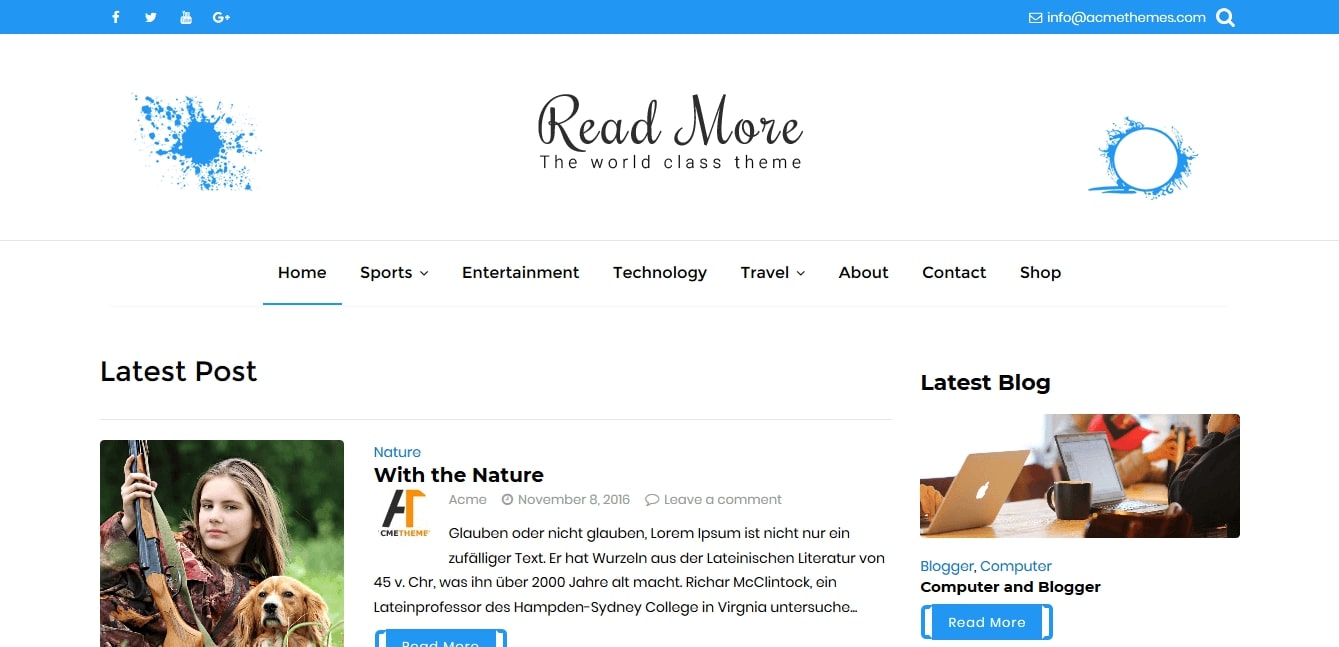 info@acmethemes.com
Read More
The world class theme
Home Sports Entertainment Technology Travel About Contact Shop
Latest Post
Nature
With the Nature
Acme November 8, 2016 Leave a comment
CMETHEME
Glauben oder nicht glauben, Lorem Ipsum ist nicht nur ein
zufälliger Text. Er hat Wurzeln aus der Lateinischen Literatur von
45 v. Chr, was ihn über 2000 Jahre alt macht. Richar McClintock, ein
Lateinprofessor des Hampden-Sydney College in Virgnia untersuche...
Read More
Latest Blog
Blogger, Computer
Computer and Blogger
Read More